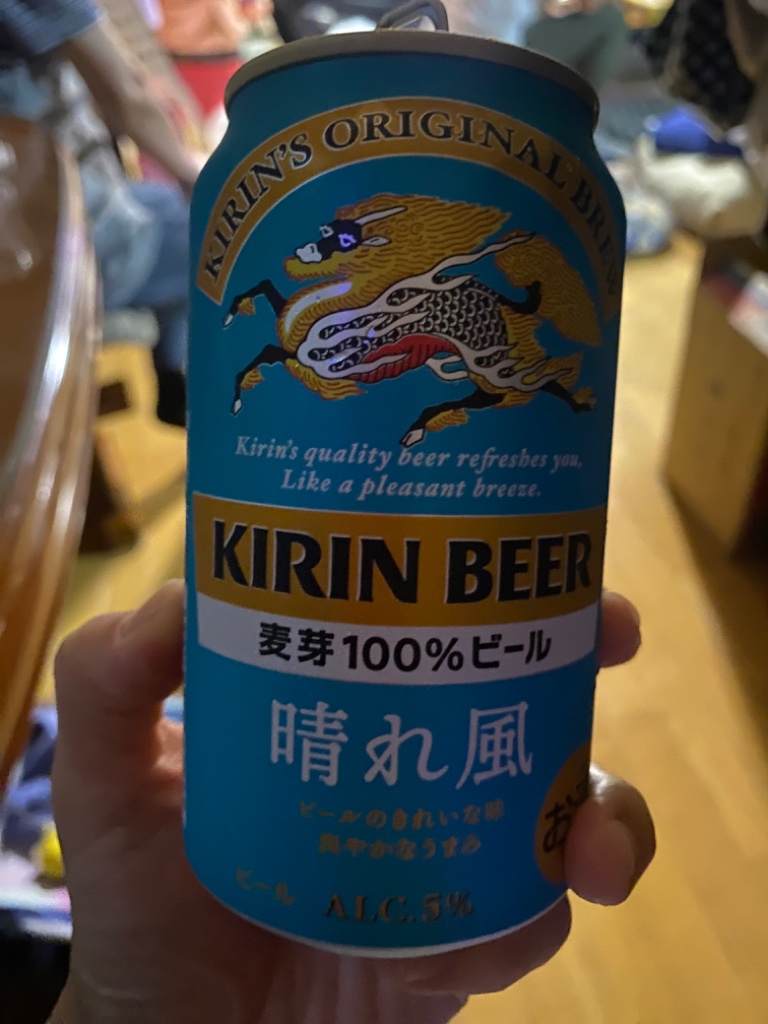 KIRIN'S ORIGINAL BREW
Kirin's quality beer refreshes you,
Like a pleasant breeze.
KIRIN BEER
麦芽100%ビール
晴れ風
ビールのきれいな味
爽やかなうまみ
お
ビール
ALC.5%